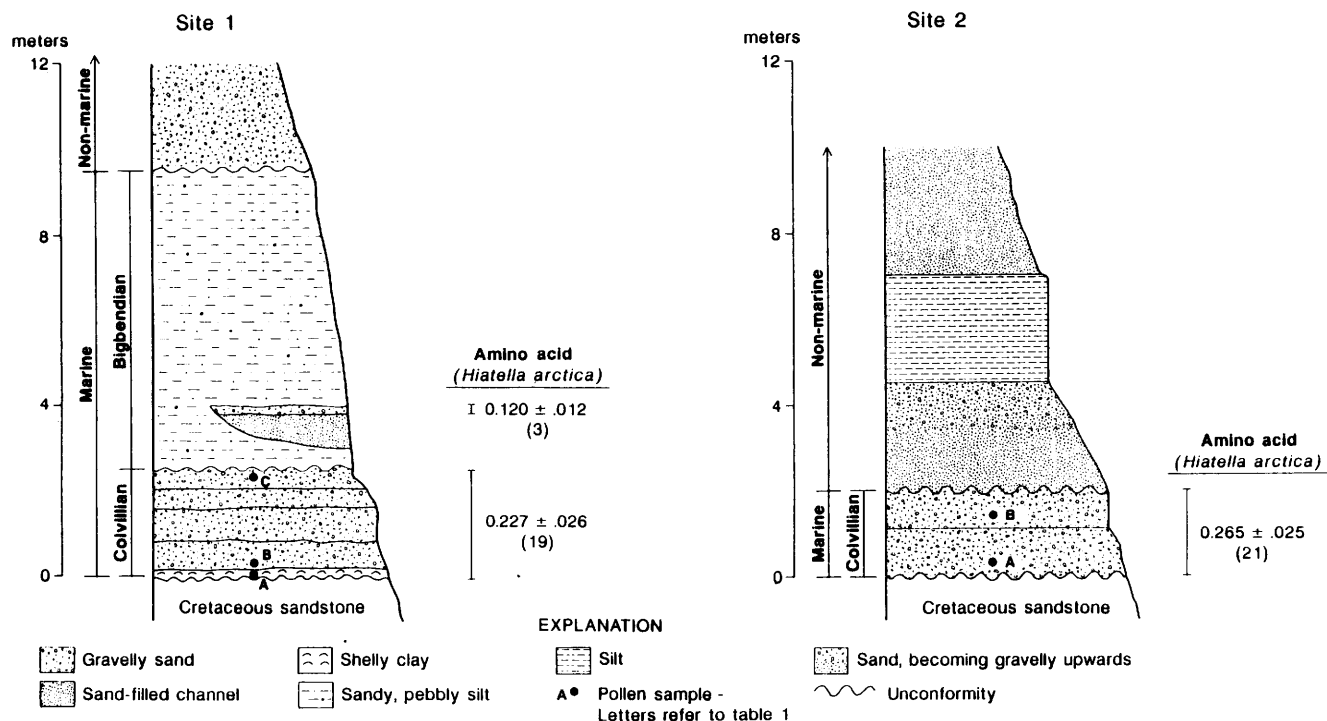 Site 1
meters
12
8
4
0
Non-marine
Marine
Bigbendian
Colvillian
C
B
A
Cretaceous sandstone
Amino acid
(Hiatella arctica)
0.120 ± .012
(3)
0.227 ± .026
(19)
Site 2
meters
12
8
4
0
Non-marine
Marine
Colvillian
B
A
Cretaceous sandstone
Amino acid
(Hiatella arctica)
0.265 ± .025
(21)
EXPLANATION
Gravelly sand
Sand-filled channel
Shelly clay
Sandy, pebbly silt
Silt
A Pollen sample -
Letters refer to table 1
Sand, becoming gravelly upwards
Unconformity